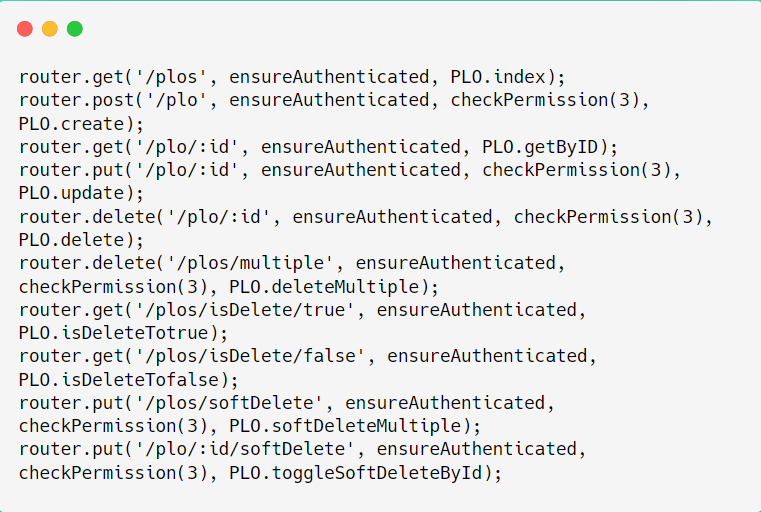 router.get('/plos', ensureAuthenticated, PLO.index);
router.post('/plo', ensureAuthenticated, checkPermission(3),
PLO.create);
router.get('/plo/:id', ensureAuthenticated, PLO.getByID);
router.put('/plo/:id', ensureAuthenticated, checkPermission(3),
PLO.update);
router.delete('/plo/:id', ensureAuthenticated, checkPermission(3),
PLO.delete);
router.delete('/plos/multiple', ensureAuthenticated,
checkPermission(3), PLO.deleteMultiple);
router.get('/plos/isDelete/true', ensureAuthenticated,
PLO.isDeleteTotrue);
router.get('/plos/isDelete/false', ensureAuthenticated,
PLO.isDeleteTofalse);
router.put('/plos/softDelete', ensureAuthenticated,
checkPermission(3), PLO.softDeleteMultiple);
router.put('/plo/:id/softDelete', ensureAuthenticated,
checkPermission(3), PLO.toggleSoftDeleteById);